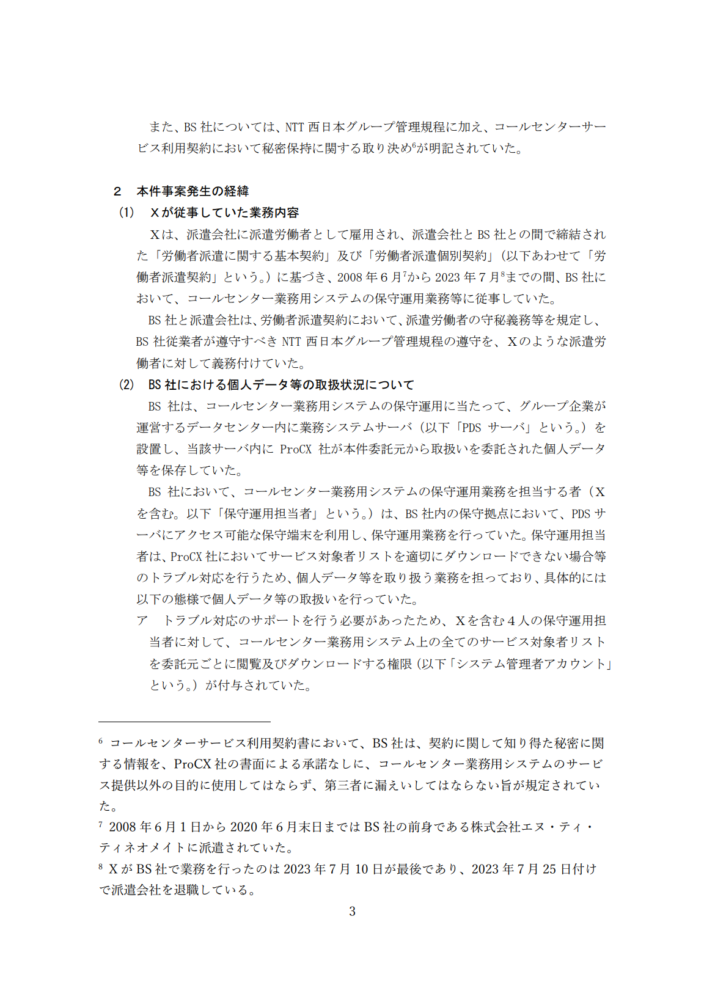 また、BS 社については、NTT 西日本グループ管理規程に加え、コールセンターサー
ビス利用契約において秘密保持に関する取り決め6が明記されていた。
２　本件事案発生の経緯
(1)　Ｘが従事していた業務内容
Ｘは、派遣会社に派遣労働者として雇用され、派遣会社と BS 社との間で締結され
た「労働者派遣に関する基本契約」及び「労働者派遣個別契約」（以下あわせて「労
働者派遣契約」という。）に基づき、2008 年６月7から 2023 年７月8までの間、BS 社に
おいて、コールセンター業務用システムの保守運用業務等に従事していた。
BS 社と派遣会社は、労働者派遣契約において、派遣労働者の守秘義務等を規定し、
BS 社従業者が遵守すべき NTT 西日本グループ管理規程の遵守を、Ｘのような派遣労
働者に対して義務付けていた。
(2)　BS 社における個人データ等の取扱状況について
BS 社は、コールセンター業務用システムの保守運用に当たって、グループ企業が
運営するデータセンター内に業務システムサーバ（以下「PDS サーバ」という。）を
設置し、当該サーバ内に ProCX 社が本件委託元から取扱いを委託された個人データ
等を保存していた。
BS 社において、コールセンター業務用システムの保守運用業務を担当する者（Ｘ
を含む。以下「保守運用担当者」という。）は、BS 社内の保守拠点において、PDS サ
ーバにアクセス可能な保守端末を利用し、保守運用業務を行っていた。保守運用担当
者は、ProCX 社においてサービス対象者リストを適切にダウンロードできない場合等
のトラブル対応を行うため、個人データ等を取り扱う業務を担っており、具体的には
以下の態様で個人データ等の取扱いを行っていた。
ア　トラブル対応のサポートを行う必要があったため、Ｘを含む４人の保守運用担
当者に対して、コールセンター業務用システム上の全てのサービス対象者リスト
を委託元ごとに閲覧及びダウンロードする権限（以下「システム管理者アカウント」
という。）が付与されていた。
6 コールセンターサービス利用契約書において、BS 社は、契約に関して知り得た秘密に関
する情報を、ProCX 社の書面による承諾なしに、コールセンター業務用システムのサービ
ス提供以外の目的に使用してはならず、第三者に漏えいしてはならない旨が規定されてい
た。
7 2008 年６月１日から 2020 年６月末日までは BS 社の前身である株式会社エヌ・ティ・
ティネオメイトに派遣されていた。
8 X が BS 社で業務を行ったのは 2023 年７月 10 日が最後であり、2023 年７月 25 日付け
で派遣会社を退職している。
3